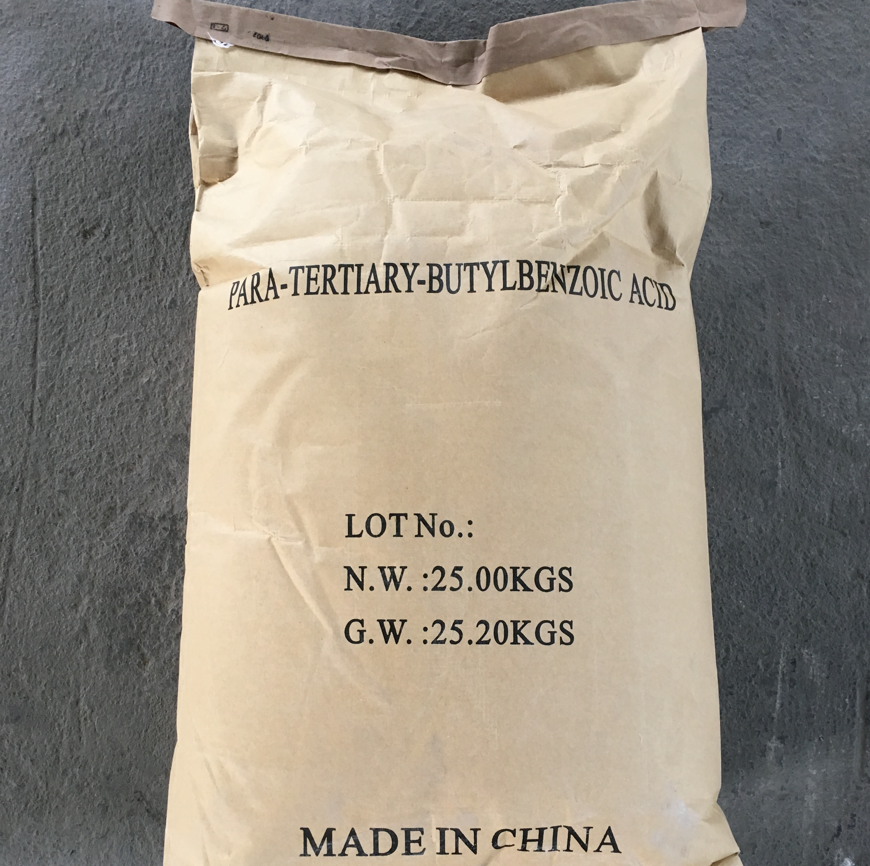 PARA-TERTIARY-BUTYLBENZOIC ACID
LOT No.:
N.W. :25.00KGS
G.W. :25.20KGS
MADE IN CHINA